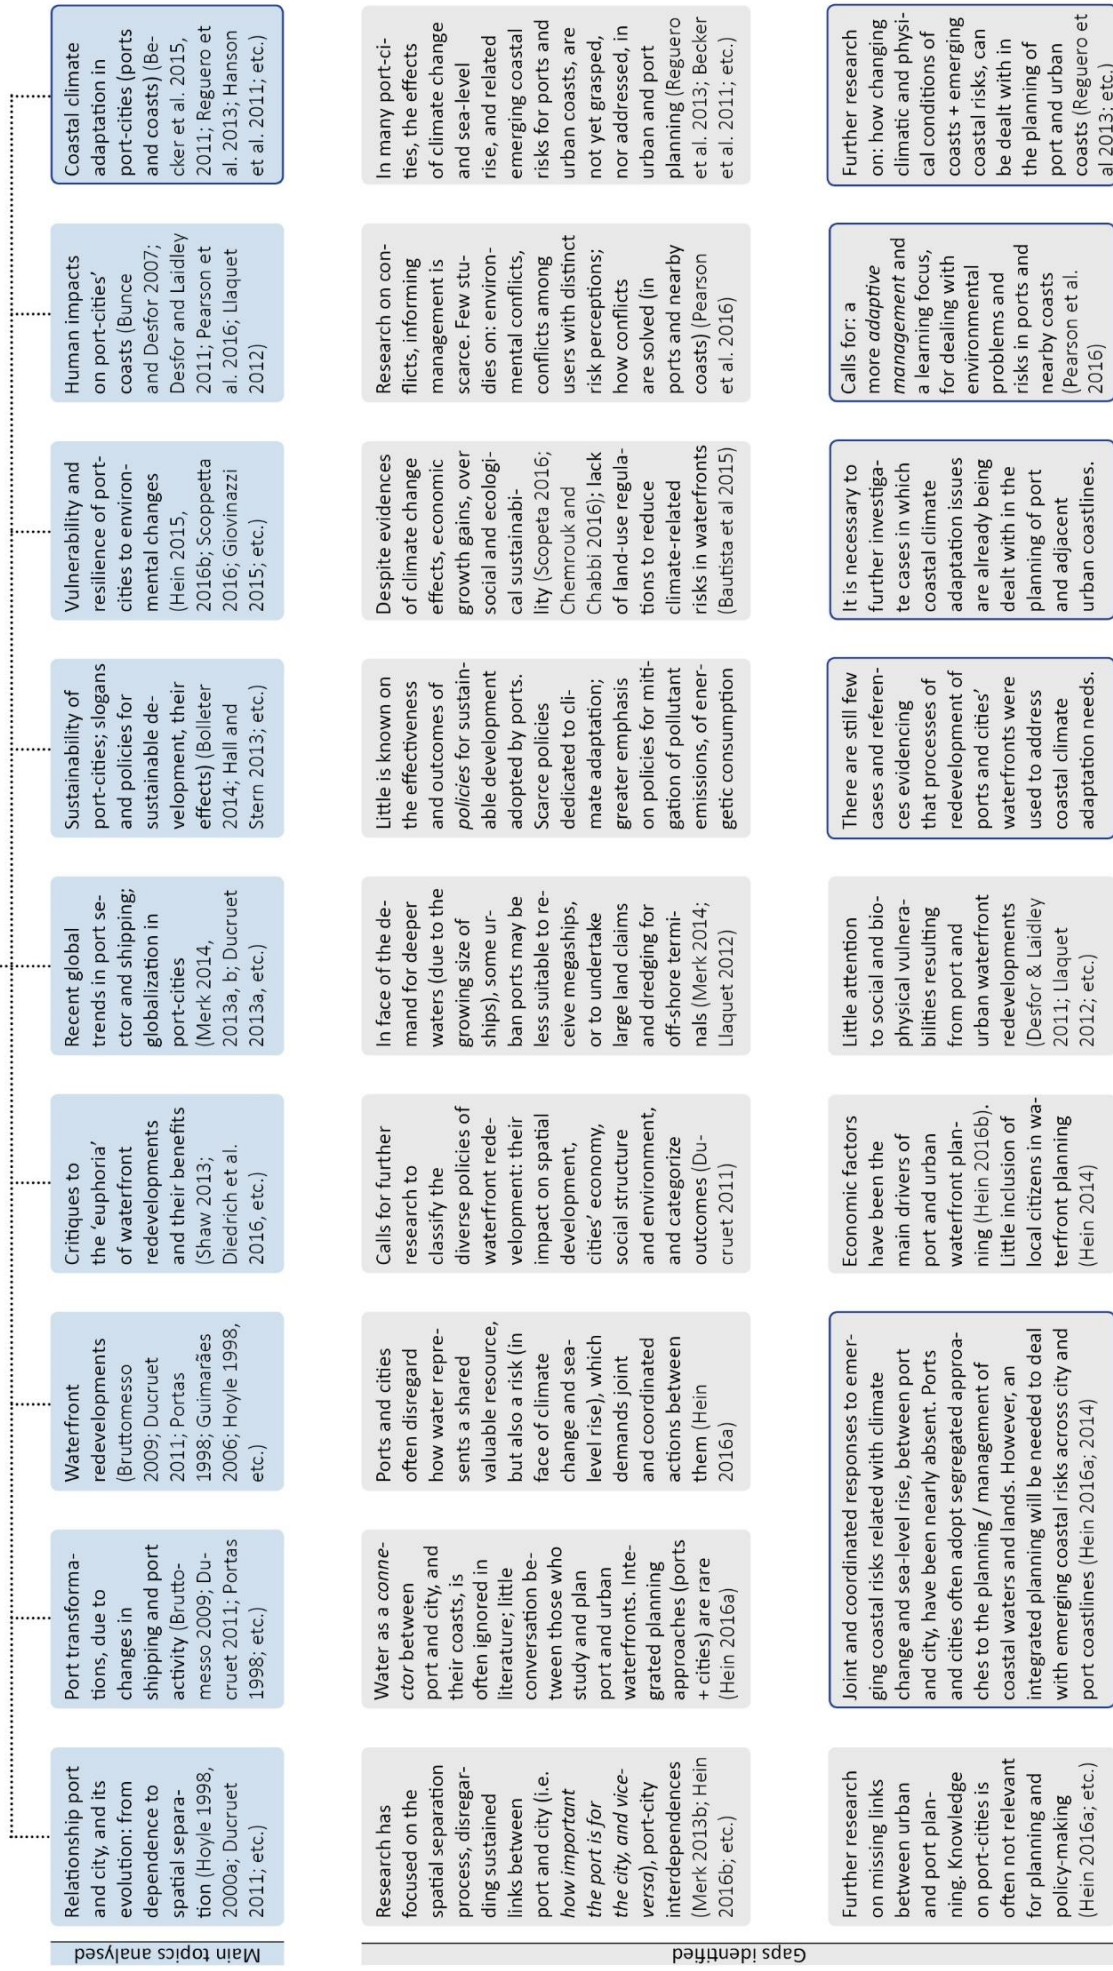 Main topics analysed
Relationship port
and city, and its
evolution: from
dependence to
spatial separa-
tion (Hoyle 1998,
2000a; Ducruet
2011; etc.)
Port transforma-
tions, due to
changes in
shipping and port
activity (Brutto-
messo 2009; Du-
cruet 2011; Portas
1998; etc.)
Waterfront
redevelopments
(Bruttomesso
2009; Ducruet
2011; Portas
1998; Guimarães
2006; Hoyle 1998,
etc.)
Critiques to
the ‘euphoria’
of waterfront
redevelopments
and their benefits
(Shaw 2013;
Diedrich et al.
2016, etc.)
Recent global
trends in port se-
ctor and shipping;
globalization in
port-cities
(Merk 2014,
2013a, b; Ducruet
2013a, etc.)
Sustainability of
port-cities; slogans
and policies for
sustainable de-
velopment, their
effects) (Bolleter
2014; Hall and
Stern 2013; etc.)
Vulnerability and
resilience of port-
cities to environ-
mental changes
(Hein 2015,
2016b; Scoppetta
2016; Giovinazzi
2015; etc.)
Human impacts
on port-cities’
coasts (Bunce
and Desfor 2007;
Desfor and Laidley
2011; Pearson et
al. 2016; Llaquet
2012)
Coastal climate
adaptation in
port-cities (ports
and coasts) (Be-
cker et al. 2015,
2011; Reguero et
al. 2013; Hanson
et al. 2011; etc.)
Gaps identified
Research has
focused on the
spatial separation
process, disregar-
ding sustained
links between
port and city (i.e.
how important
the port is for
the city, and vice-
versa), port-city
interdependences
(Merk 2013b; Hein
2016b; etc.)
Water as a conne-
ctor between
port and city, and
their coasts, is
often ignored in
literature; little
conversation be-
tween those who
study and plan
port and urban
waterfronts. Inte-
grated planning
approaches (ports
+ cities) are rare
(Hein 2016a)
Ports and cities
often disregard
how water repre-
sents a shared
valuable resource,
but also a risk (in
face of climate
change and sea-
level rise), which
demands joint
and coordinated
actions between
them (Hein
2016a)
Calls for further
research to
classify the
diverse policies of
waterfront rede-
velopment: their
impact on spatial
development,
cities’ economy,
social structure
and environment,
and categorize
outcomes (Du-
cruet 2011)
In face of the de-
mand for deeper
waters (due to the
growing size of
ships), some ur-
ban ports may be
less suitable to re-
ceive megaships,
or to undertake
large land claims
and dredging for
off-shore termi-
nals (Merk 2014;
Llaquet 2012)
Little is known on
the effectiveness
and outcomes of
policies for sustain-
able development
adopted by ports.
Scarce policies
dedicated to cli-
mate adaptation;
greater emphasis
on policies for miti-
gation of pollutant
emissions, of ener-
getic consumption
Despite evidences
of climate change
effects, economic
growth gains, over
social and ecologi-
cal sustainabi-
lity (Scopeta 2016;
Chemrouk and
Chabbi 2016); lack
of land-use regula-
tions to reduce
climate-related
risks in waterfronts
(Bautista et al 2015)
Research on con-
flicts, informing
management is
scarce. Few stu-
dies on: environ-
mental conflicts,
conflicts among
users with distinct
risk perceptions;
how conflicts
are solved (in
ports and nearby
coasts) (Pearson
et al. 2016)
In many port-ci-
ties, the effects
of climate change
and sea-level
rise, and related
emerging coastal
risks for ports and
urban coasts, are
not yet grasped,
nor addressed, in
urban and port
planning (Reguero
et al. 2013; Becker
et al. 2011; etc.)
Further research
on missing links
between urban
and port plan-
ning. Knowledge
on port-cities is
often not relevant
for planning and
policy-making
(Hein 2016a; etc.)
Joint and coordinated responses to emer-
ging coastal risks related with climate
change and sea-level rise, between port
and city, have been nearly absent. Ports
and cities often adopt segregated approa-
ches to the planning / management of
coastal waters and lands. However, an
integrated planning will be needed to deal
with emerging coastal risks across city and
port coastlines (Hein 2016a; 2014)
Economic factors
have been the
main drivers of
port and urban
waterfront plan-
ning (Hein 2016b).
Little inclusion of
local citizens in wa-
terfront planning
(Hein 2014)
Little attention
to social and bio-
physical vulnera-
bilities resulting
from port and
urban waterfront
redevelopments
(Desfor & Laidley
2011; Llaquet
2012; etc.)
There are still few
cases and referen-
ces evidencing
that processes of
redevelopment of
ports and cities’
waterfronts were
used to address
coastal climate
adaptation needs.
It is necessary to
further investiga-
te cases in which
coastal climate
adaptation issues
are already being
dealt with in the
planning of port
and adjacent
urban coastlines.
Calls for: a
more adaptive
management and
a learning focus,
for dealing with
environmental
problems and
risks in ports and
nearby coasts
(Pearson et al.
2016)
Further research
on: how changing
climatic and physi-
cal conditions of
coasts + emerging
coastal risks, can
be dealt with in
the planning of
port and urban
coasts (Reguero et
al 2013; etc.)